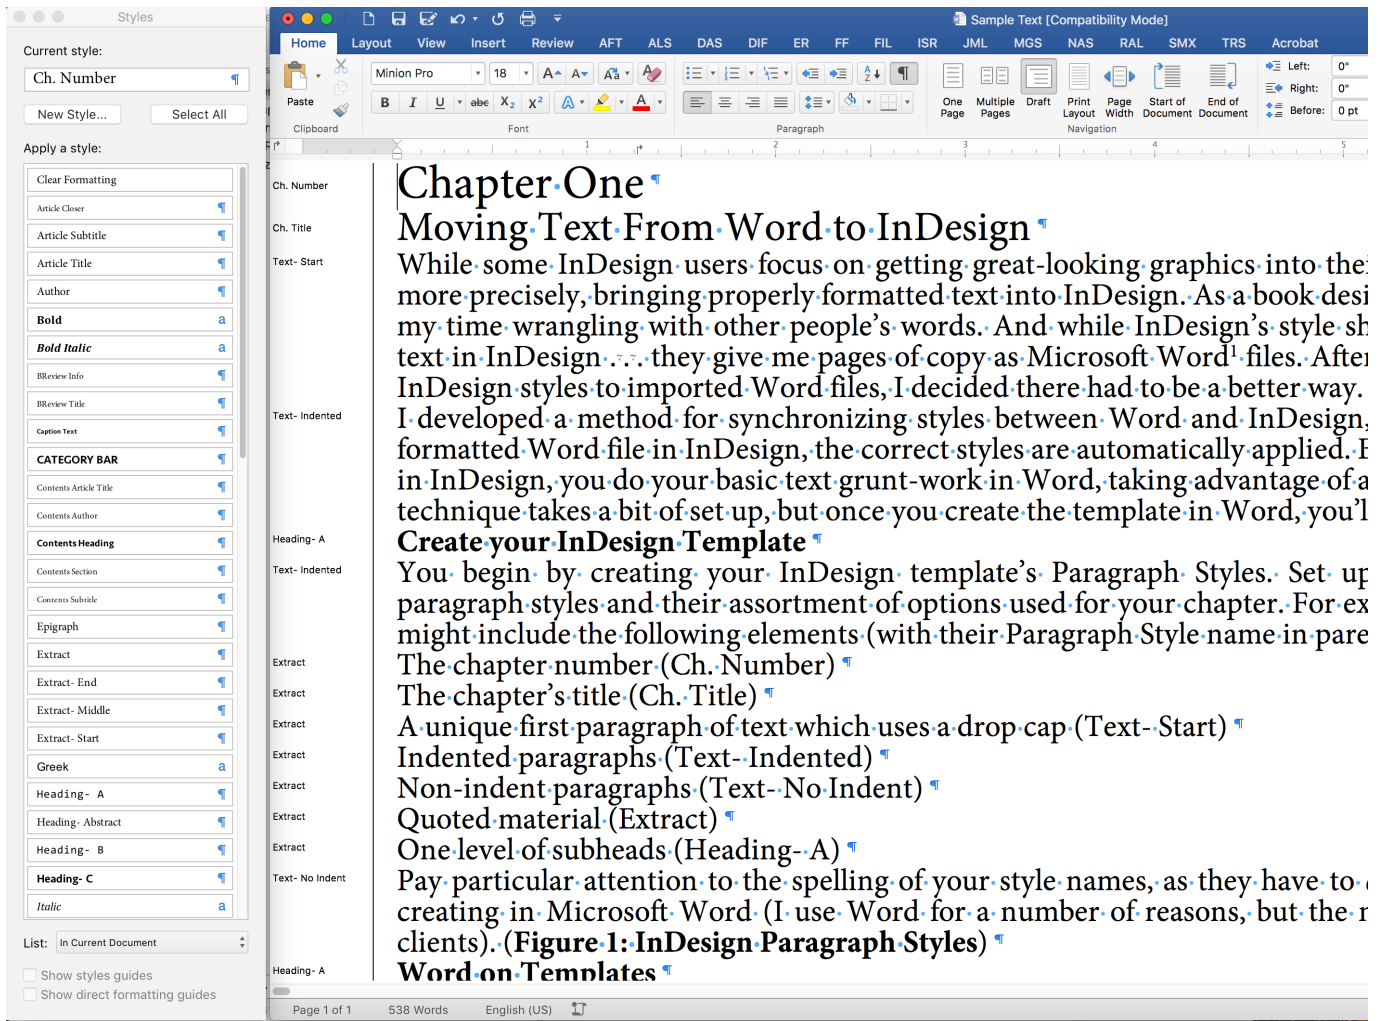 Styles
Current style:
Ch. Number ¶
New Style...
Select All
Apply a style:
Clear Formatting
Article Closer ¶
Article Subtitle ¶
Article Title ¶
Author ¶
Bold a
Bold Italic a
BReview Info ¶
BReview Title ¶
Caption Text ¶
CATEGORY BAR ¶
Contents Article Title ¶
Contents Author ¶
Contents Heading ¶
Contents Section ¶
Contents Subtitle ¶
Epigraph ¶
Extract ¶
Extract- End ¶
Extract- Middle ¶
Extract- Start ¶
Greek a
Heading- A ¶
Heading- Abstract ¶
Heading- B ¶
Heading- C ¶
Italic a
List: In Current Document
Show styles guides
Show direct formatting guides
Sample Text [Compatibility Mode]
Home Layout View Insert Review AFT ALS DAS DIF ER FF FIL ISR JML MGS NAS RAL SMX TRS Acrobat
Paste
Clipboard
Minion Pro 18
B I U abc X₂ X²
Font
Paragraph
One Page
Multiple Pages
Draft
Print Layout
Page Width
Start of Document
End of Document
Navigation
Left: 0"
Right: 0"
Before: 0 pt
1 2 3 4 5
Ch. Number Chapter·One ¶
Ch. Title Moving·Text·From·Word·to·InDesign ¶
Text- Start While·some·InDesign·users·focus·on·getting·great-looking·graphics·into·thei
more·precisely,·bringing·properly·formatted·text·into·InDesign.·As·a·book·desi
my·time·wrangling·with·other·people's·words.·And·while·InDesign's·style·sh
text·in·InDesign·. . .·they·give·me·pages·of·copy·as·Microsoft·Word¹·files.·After
InDesign·styles·to·imported·Word·files,·I·decided·there·had·to·be·a·better·way.
Text- Indented I·developed·a·method·for·synchronizing·styles·between·Word·and·InDesign,
formatted·Word·file·in·InDesign,·the·correct·styles·are·automatically·applied.
in·InDesign,·you·do·your·basic·text·grunt-work·in·Word,·taking·advantage·of·a
technique·takes·a·bit·of·set·up,·but·once·you·create·the·template·in·Word,·you'l
Heading- A Create·your·InDesign·Template ¶
Text- Indented You·begin·by·creating·your·InDesign·template's·Paragraph·Styles.·Set·up
paragraph·styles·and·their·assortment·of·options·used·for·your·chapter.·For·ex
might·include·the·following·elements·(with·their·Paragraph·Style·name·in·pare
Extract The·chapter·number·(Ch.·Number) ¶
Extract The·chapter's·title·(Ch.·Title) ¶
Extract A·unique·first·paragraph·of·text·which·uses·a·drop·cap·(Text-·Start) ¶
Extract Indented·paragraphs·(Text-·Indented) ¶
Extract Non-indent·paragraphs·(Text-·No·Indent) ¶
Extract Quoted·material·(Extract) ¶
Extract One·level·of·subheads·(Heading-·A) ¶
Text- No Indent Pay·particular·attention·to·the·spelling·of·your·style·names,·as·they·have·to
creating·in·Microsoft·Word·(I·use·Word·for·a·number·of·reasons,·but·the
clients).·(Figure·1:·InDesign·Paragraph·Styles) ¶
Heading- A Word·on·Templates ¶
Page 1 of 1 538 Words English (US)